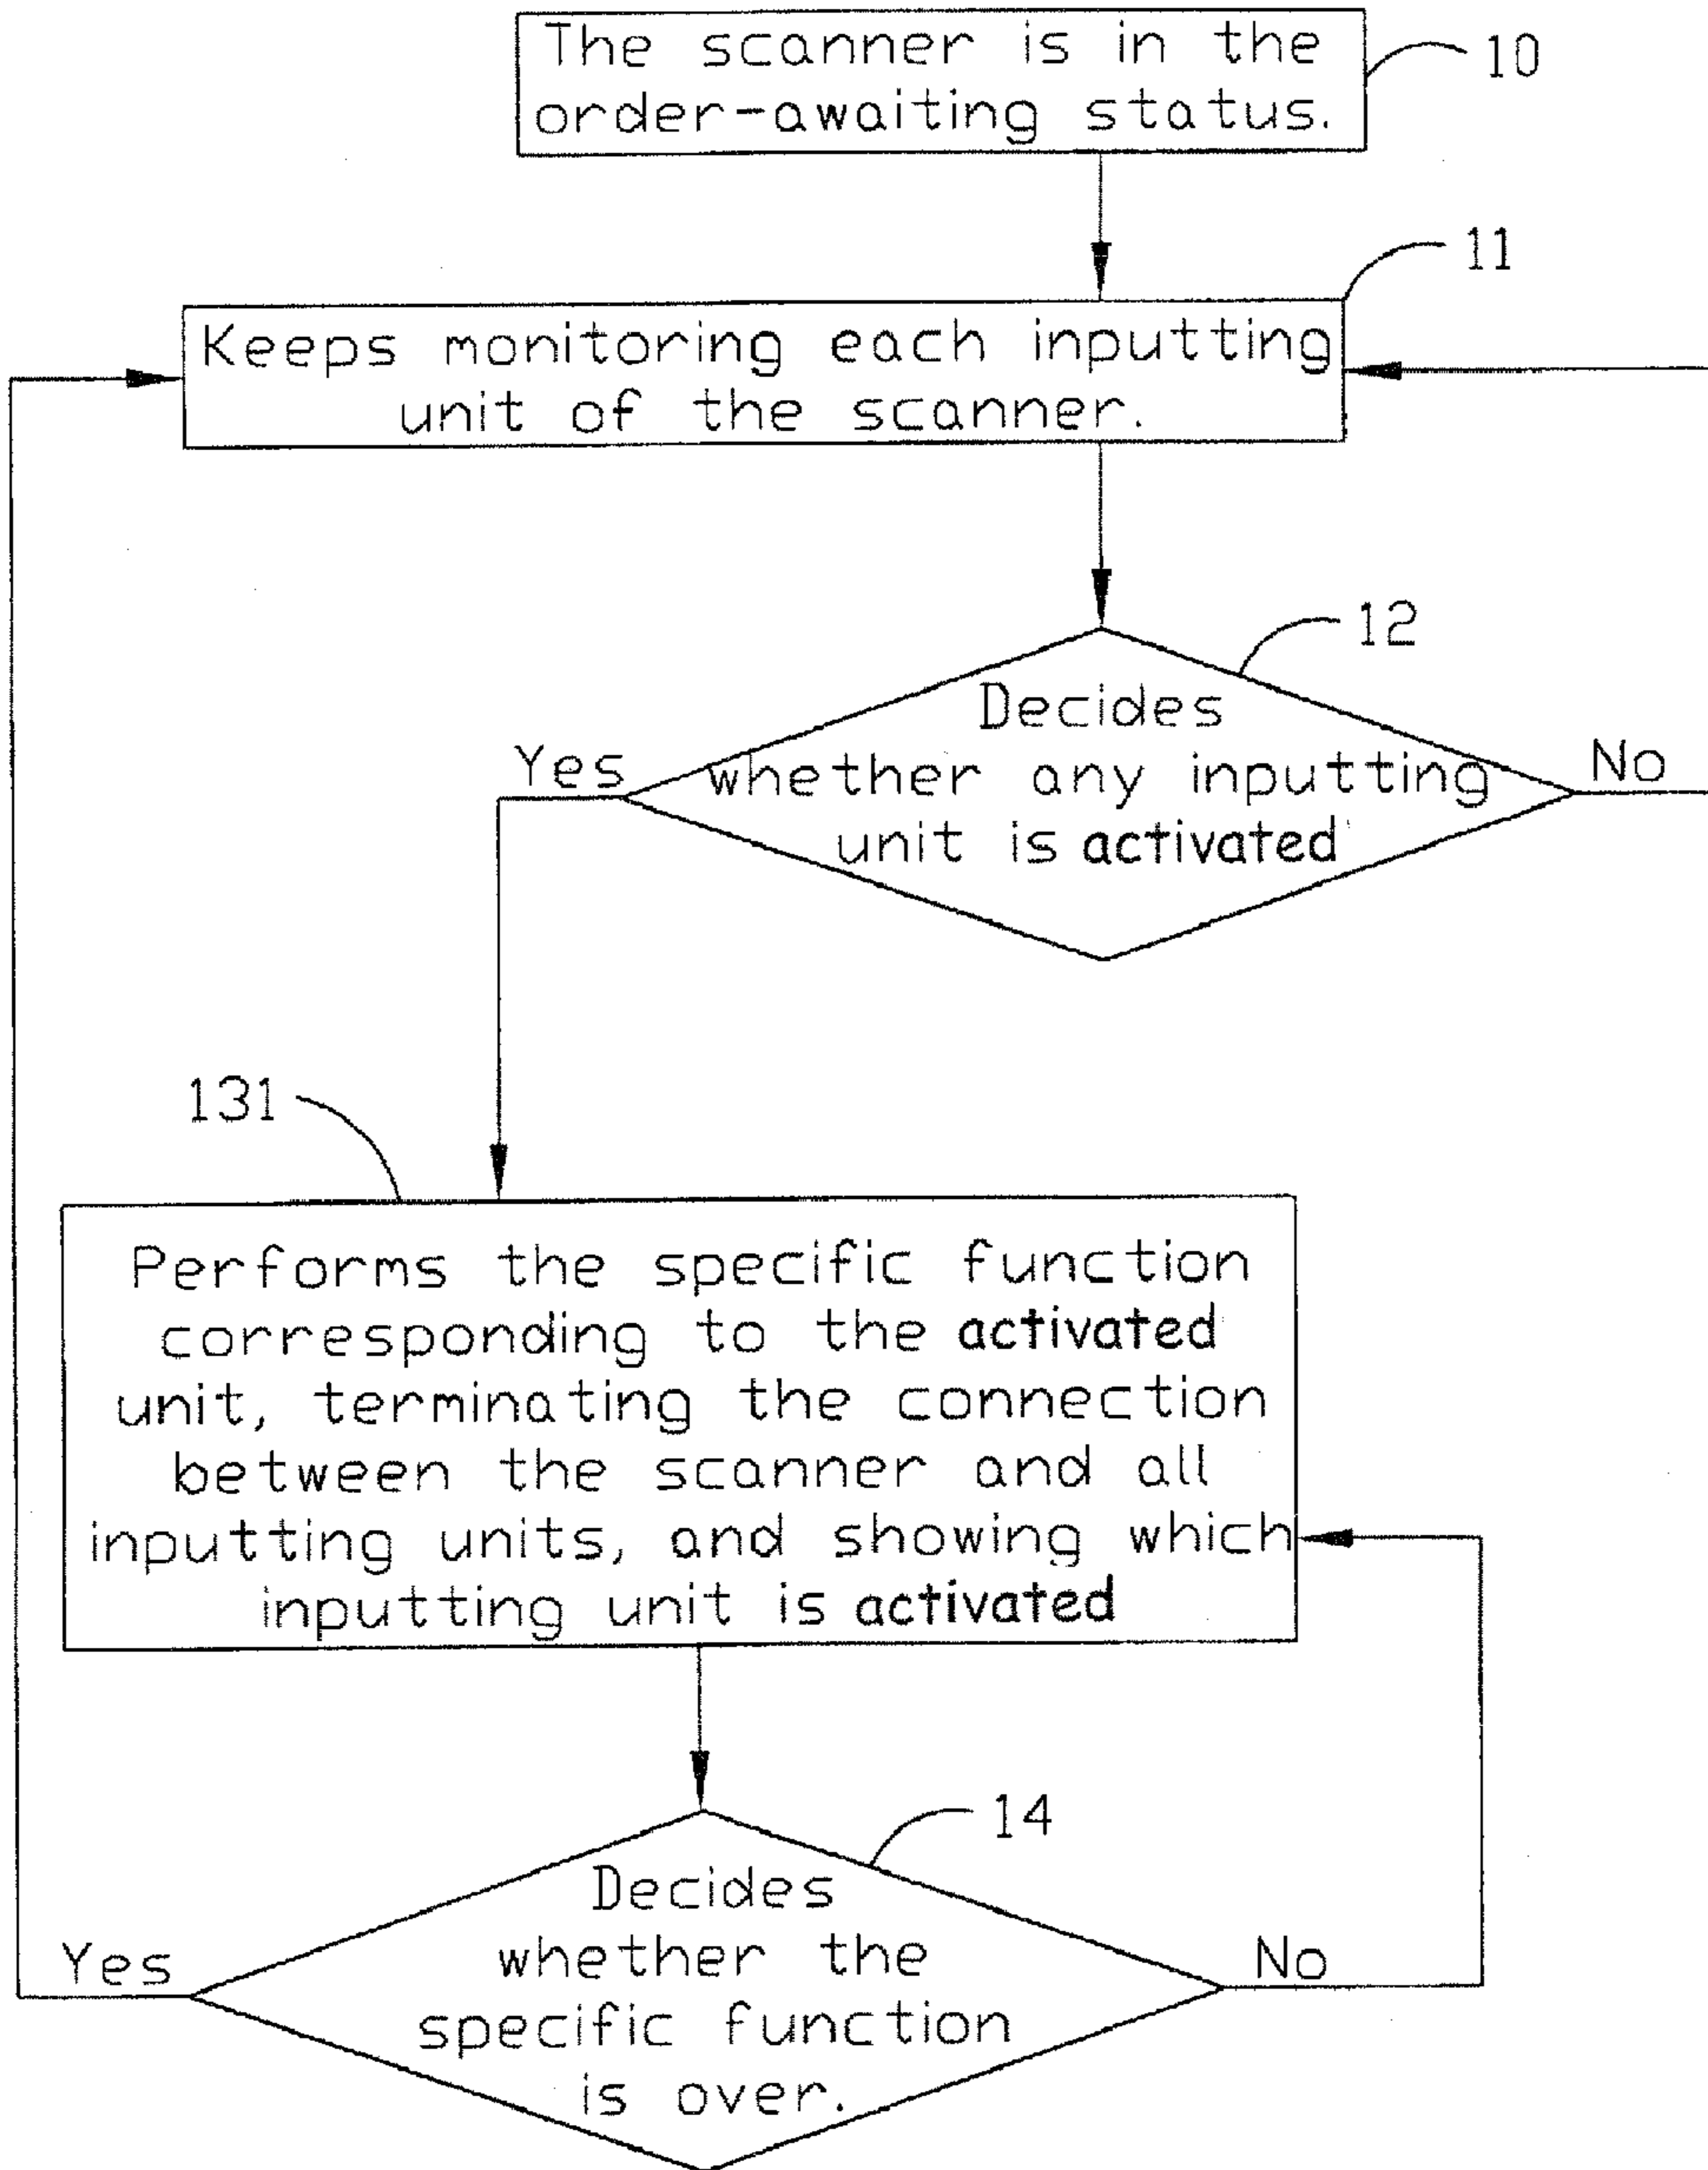 The scanner is in the
order-awaiting status.
10
11
Keeps monitoring each inputting
unit of the scanner.
12
Decides
whether any inputting
unit is activated
Yes
No
131
Performs the specific function
corresponding to the activated
unit, terminating the connection
between the scanner and all
inputting units, and showing which
inputting unit is activated
14
Decides
whether the
specific function
is over.
Yes
No